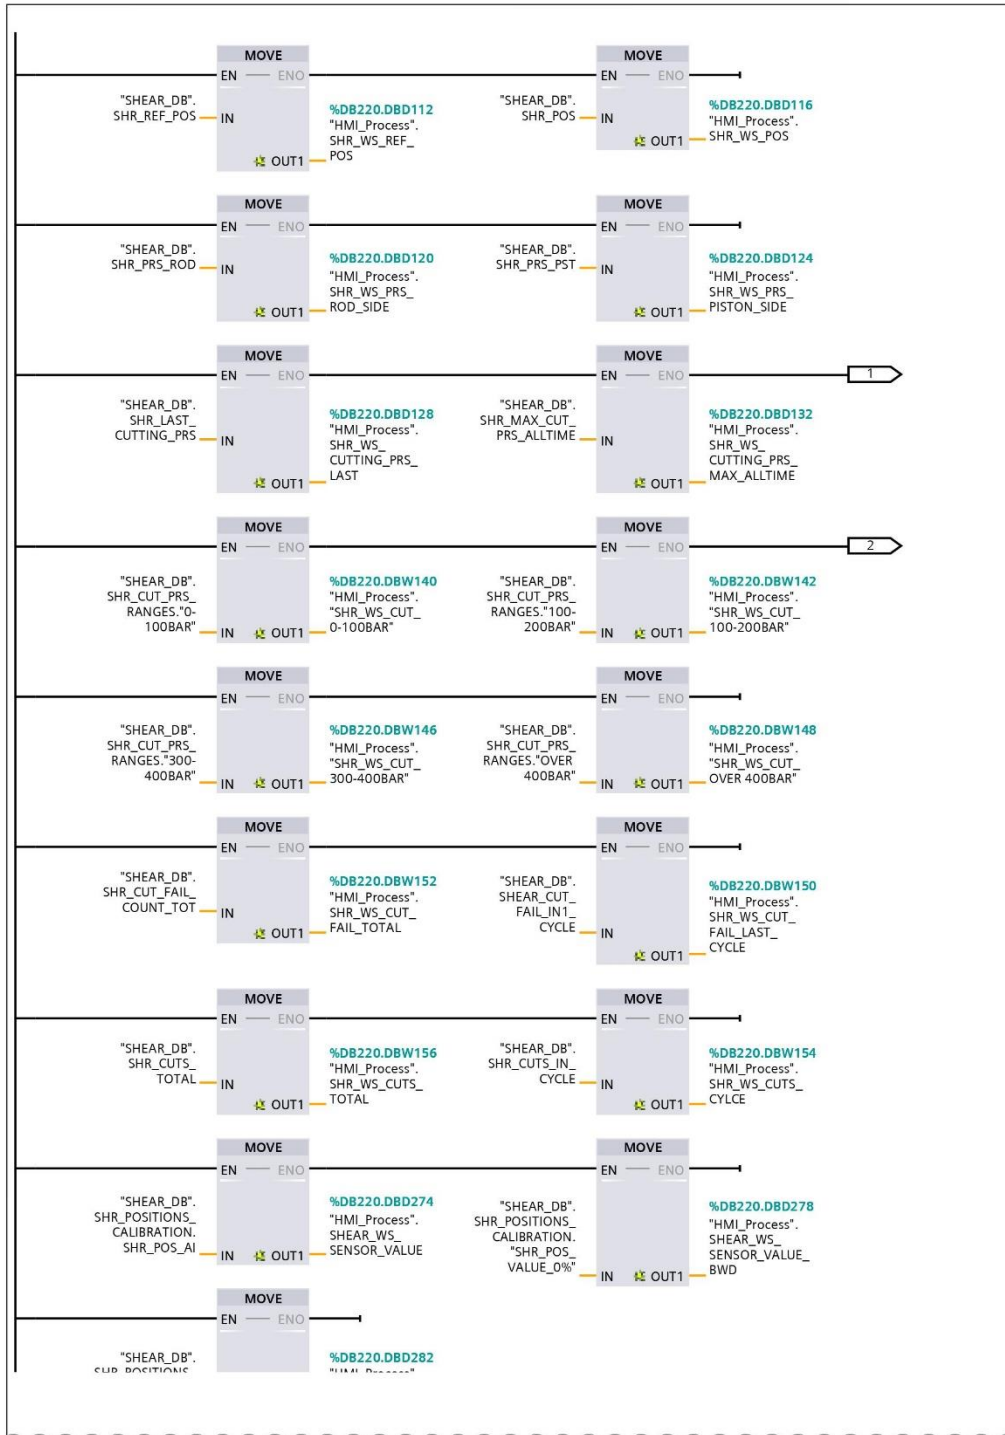 MOVE
EN ENO
"SHEAR_DB".
SHR_REF_POS
IN
%DB220.DBD112
"HMI_Process".
SHR_WS_REF_
POS
OUT1
MOVE
EN ENO
"SHEAR_DB".
SHR_POS
IN
%DB220.DBD116
"HMI_Process".
SHR_WS_POS
OUT1
MOVE
EN ENO
"SHEAR_DB".
SHR_PRS_ROD
IN
%DB220.DBD120
"HMI_Process".
SHR_WS_PRS_
ROD_SIDE
OUT1
MOVE
EN ENO
"SHEAR_DB".
SHR_PRS_PST
IN
%DB220.DBD124
"HMI_Process".
SHR_WS_PRS_
PISTON_SIDE
OUT1
MOVE
EN ENO
"SHEAR_DB".
SHR_LAST_
CUTTING_PRS
IN
%DB220.DBD128
"HMI_Process".
SHR_WS_
CUTTING_PRS_
LAST
OUT1
MOVE
EN ENO
1
"SHEAR_DB".
SHR_MAX_CUT_
PRS_ALLTIME
IN
%DB220.DBD132
"HMI_Process".
SHR_WS_
CUTTING_PRS_
MAX_ALLTIME
OUT1
MOVE
EN ENO
"SHEAR_DB".
SHR_CUT_PRS_
RANGES."0-
100BAR"
IN
%DB220.DBW140
"HMI_Process".
"SHR_WS_CUT_
0-100BAR"
OUT1
MOVE
EN ENO
2
"SHEAR_DB".
SHR_CUT_PRS_
RANGES."100-
200BAR"
IN
%DB220.DBW142
"HMI_Process".
"SHR_WS_CUT_
100-200BAR"
OUT1
MOVE
EN ENO
"SHEAR_DB".
SHR_CUT_PRS_
RANGES."300-
400BAR"
IN
%DB220.DBW146
"HMI_Process".
"SHR_WS_CUT_
300-400BAR"
OUT1
MOVE
EN ENO
"SHEAR_DB".
SHR_CUT_PRS_
RANGES."OVER
400BAR"
IN
%DB220.DBW148
"HMI_Process".
"SHR_WS_CUT_
OVER 400BAR"
OUT1
MOVE
EN ENO
"SHEAR_DB".
SHR_CUT_FAIL_
COUNT_TOT
IN
%DB220.DBW152
"HMI_Process".
SHR_WS_CUT_
FAIL_TOTAL
OUT1
MOVE
EN ENO
"SHEAR_DB".
SHEAR_CUT_
FAIL_IN1_
CYCLE
IN
%DB220.DBW150
"HMI_Process".
SHR_WS_CUT_
FAIL_LAST_
CYCLE
OUT1
MOVE
EN ENO
"SHEAR_DB".
SHR_CUTS_
TOTAL
IN
%DB220.DBW156
"HMI_Process".
SHR_WS_CUTS_
TOTAL
OUT1
MOVE
EN ENO
"SHEAR_DB".
SHR_CUTS_IN_
CYCLE
IN
%DB220.DBW154
"HMI_Process".
SHR_WS_CUTS_
CYLCE
OUT1
MOVE
EN ENO
"SHEAR_DB".
SHR_POSITIONS_
CALIBRATION.
SHR_POS_AI
IN
%DB220.DBD274
"HMI_Process".
SHEAR_WS_
SENSOR_VALUE
OUT1
MOVE
EN ENO
"SHEAR_DB".
SHR_POSITIONS_
CALIBRATION.
"SHR_POS_
VALUE_0%"
IN
%DB220.DBD278
"HMI_Process".
SHEAR_WS_
SENSOR_VALUE_
BWD
OUT1
MOVE
EN ENO
"SHEAR_DB".
%DB220.DBD282